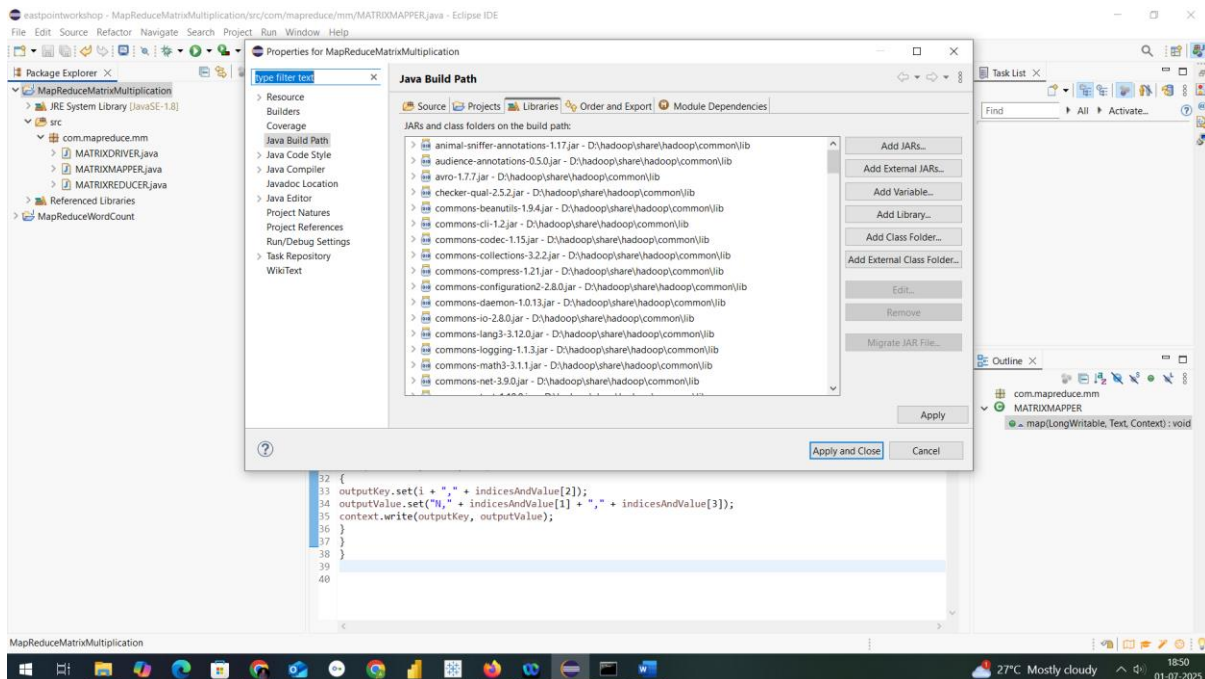 eastpointworkshop - MapReduceMatrixMultiplication/src/com/mapreduce/mm/MATRIXMAPPER.java - Eclipse IDE
File Edit Source Refactor Navigate Search Project Run Window Help
Package Explorer
MapReduceMatrixMultiplication
JRE System Library [JavaSE-1.8]
src
com.mapreduce.mm
MATRIXDRIVER.java
MATRIXMAPPER.java
MATRIXREDUCER.java
Referenced Libraries
MapReduceWordCount
Properties for MapReduceMatrixMultiplication
type filter text
Resource
Builders
Coverage
Java Build Path
Java Code Style
Java Compiler
Javadoc Location
Java Editor
Project Natures
Project References
Run/Debug Settings
Task Repository
WikiText
Java Build Path
Source Projects Libraries Order and Export Module Dependencies
JARs and class folders on the build path:
animal-sniffer-annotations-1.17.jar - D:\hadoop\share\hadoop\common\lib
audience-annotations-0.5.0.jar - D:\hadoop\share\hadoop\common\lib
avro-1.7.7.jar - D:\hadoop\share\hadoop\common\lib
checker-qual-2.5.2.jar - D:\hadoop\share\hadoop\common\lib
commons-beanutils-1.9.4.jar - D:\hadoop\share\hadoop\common\lib
commons-cli-1.2.jar - D:\hadoop\share\hadoop\common\lib
commons-codec-1.15.jar - D:\hadoop\share\hadoop\common\lib
commons-collections-3.2.2.jar - D:\hadoop\share\hadoop\common\lib
commons-compress-1.21.jar - D:\hadoop\share\hadoop\common\lib
commons-configuration2-2.8.0.jar - D:\hadoop\share\hadoop\common\lib
commons-daemon-1.0.13.jar - D:\hadoop\share\hadoop\common\lib
commons-io-2.8.0.jar - D:\hadoop\share\hadoop\common\lib
commons-lang3-3.12.0.jar - D:\hadoop\share\hadoop\common\lib
commons-logging-1.1.3.jar - D:\hadoop\share\hadoop\common\lib
commons-math3-3.1.1.jar - D:\hadoop\share\hadoop\common\lib
commons-net-3.9.0.jar - D:\hadoop\share\hadoop\common\lib
Add JARs...
Add External JARs...
Add Variable...
Add Library...
Add Class Folder...
Add External Class Folder...
Edit...
Remove
Migrate JAR File...
Apply
Apply and Close Cancel
32 {
33 outputKey.set(i + "," + indicesAndValue[2]);
34 outputValue.set("N," + indicesAndValue[1] + "," + indicesAndValue[3]);
35 context.write(outputKey, outputValue);
36 }
37 }
38 }
39
40
Task List
Find All Activate...
Outline
com.mapreduce.mm
MATRIXMAPPER
map(LongWritable, Text, Context) : void
MapReduceMatrixMultiplication
27°C Mostly cloudy
18:50
01-07-2025